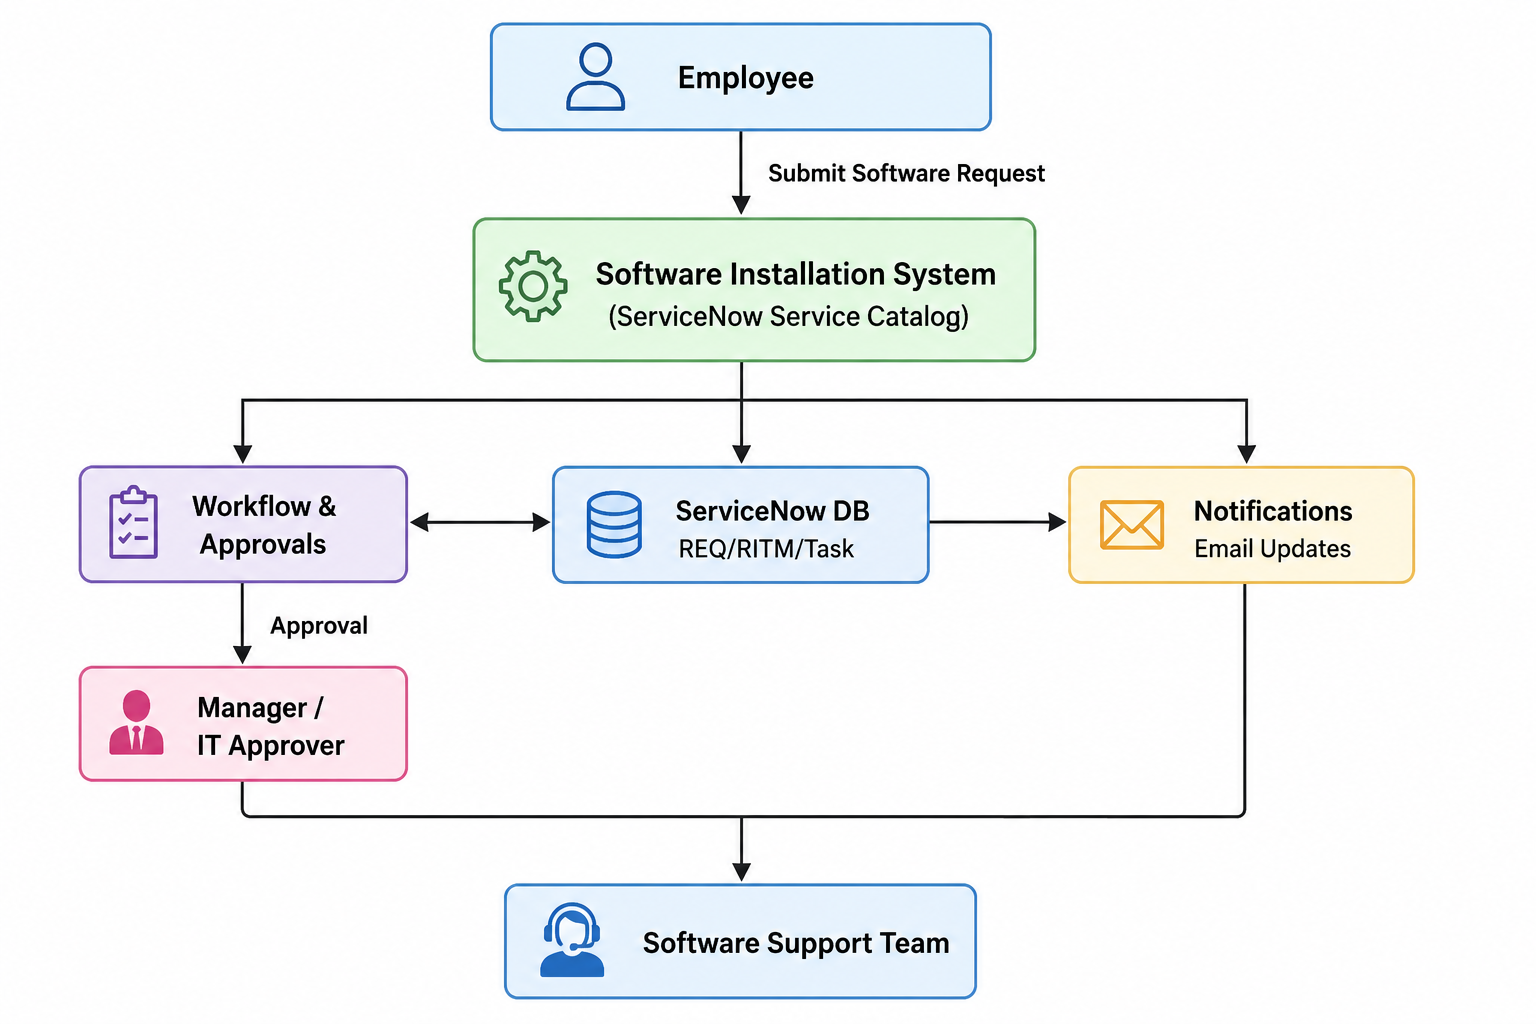 Employee
Submit Software Request
Software Installation System
(ServiceNow Service Catalog)
Workflow &
Approvals
ServiceNow DB
REQ/RITM/Task
Notifications
Email Updates
Approval
Manager /
IT Approver
Software Support Team